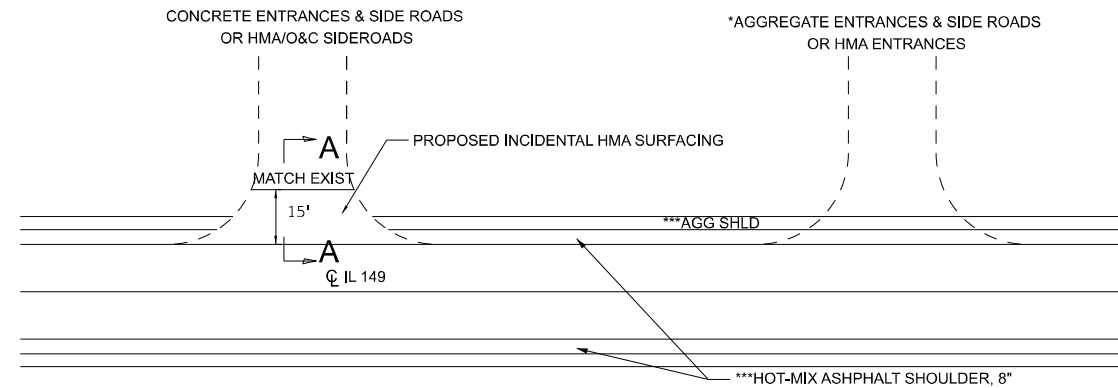 CONCRETE ENTRANCES & SIDE ROADS
OR HMA/O&C SIDEROADS
*AGGREGATE ENTRANCES & SIDE ROADS
OR HMA ENTRANCES
A
PROPOSED INCIDENTAL HMA SURFACING
MATCH EXIST
15'
***AGG SHLD
A
℄ IL 149
***HOT-MIX ASHPHALT SHOULDER, 8"